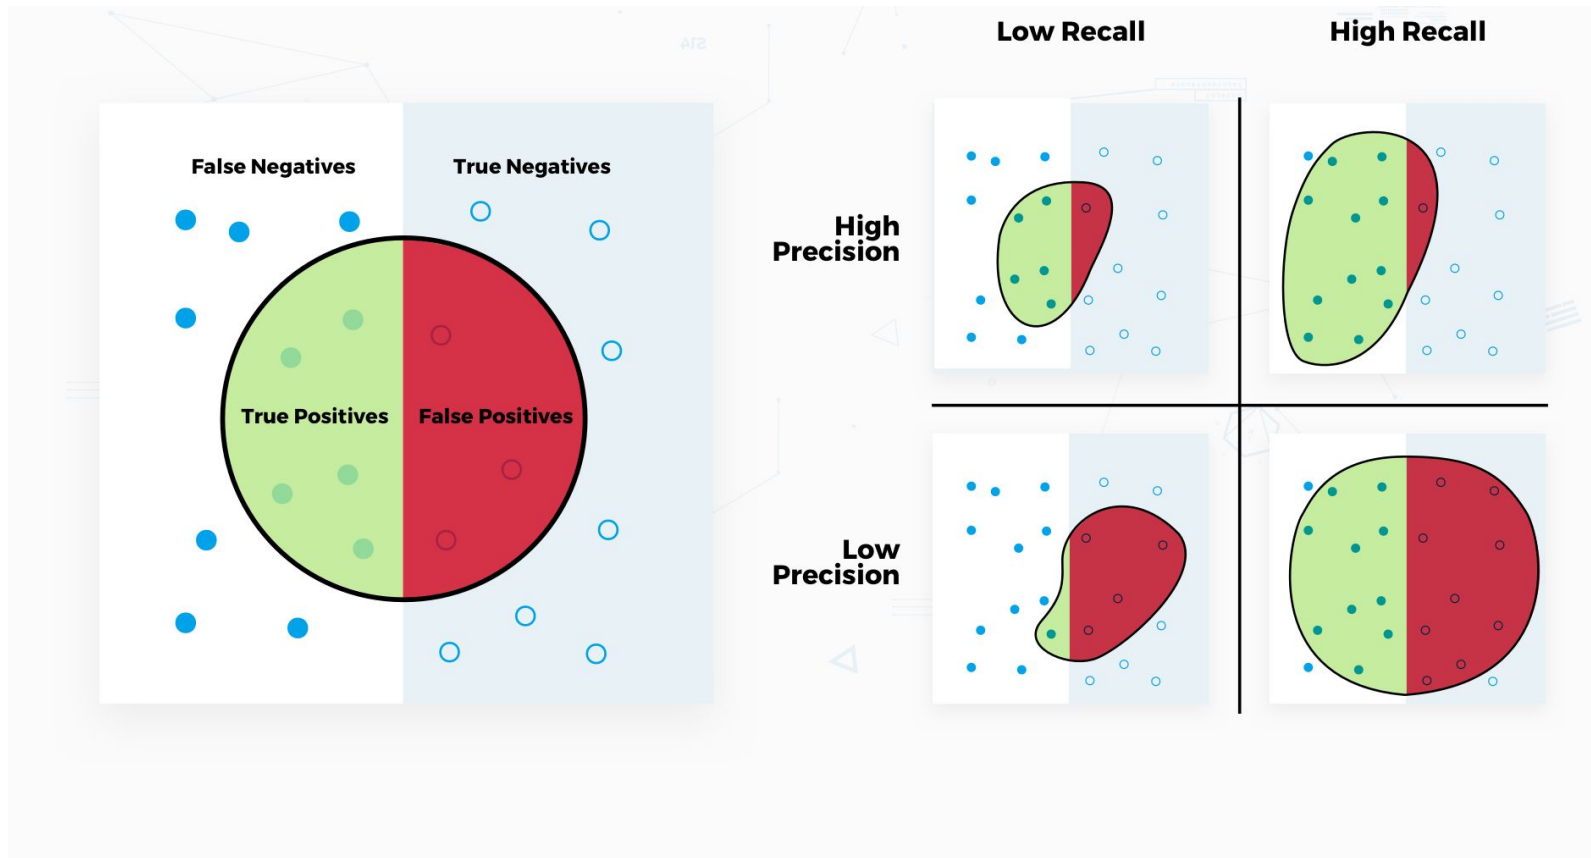 Low Recall
High Recall
False Negatives
True Negatives
True Positives
False Positives
High
Precision
Low
Precision